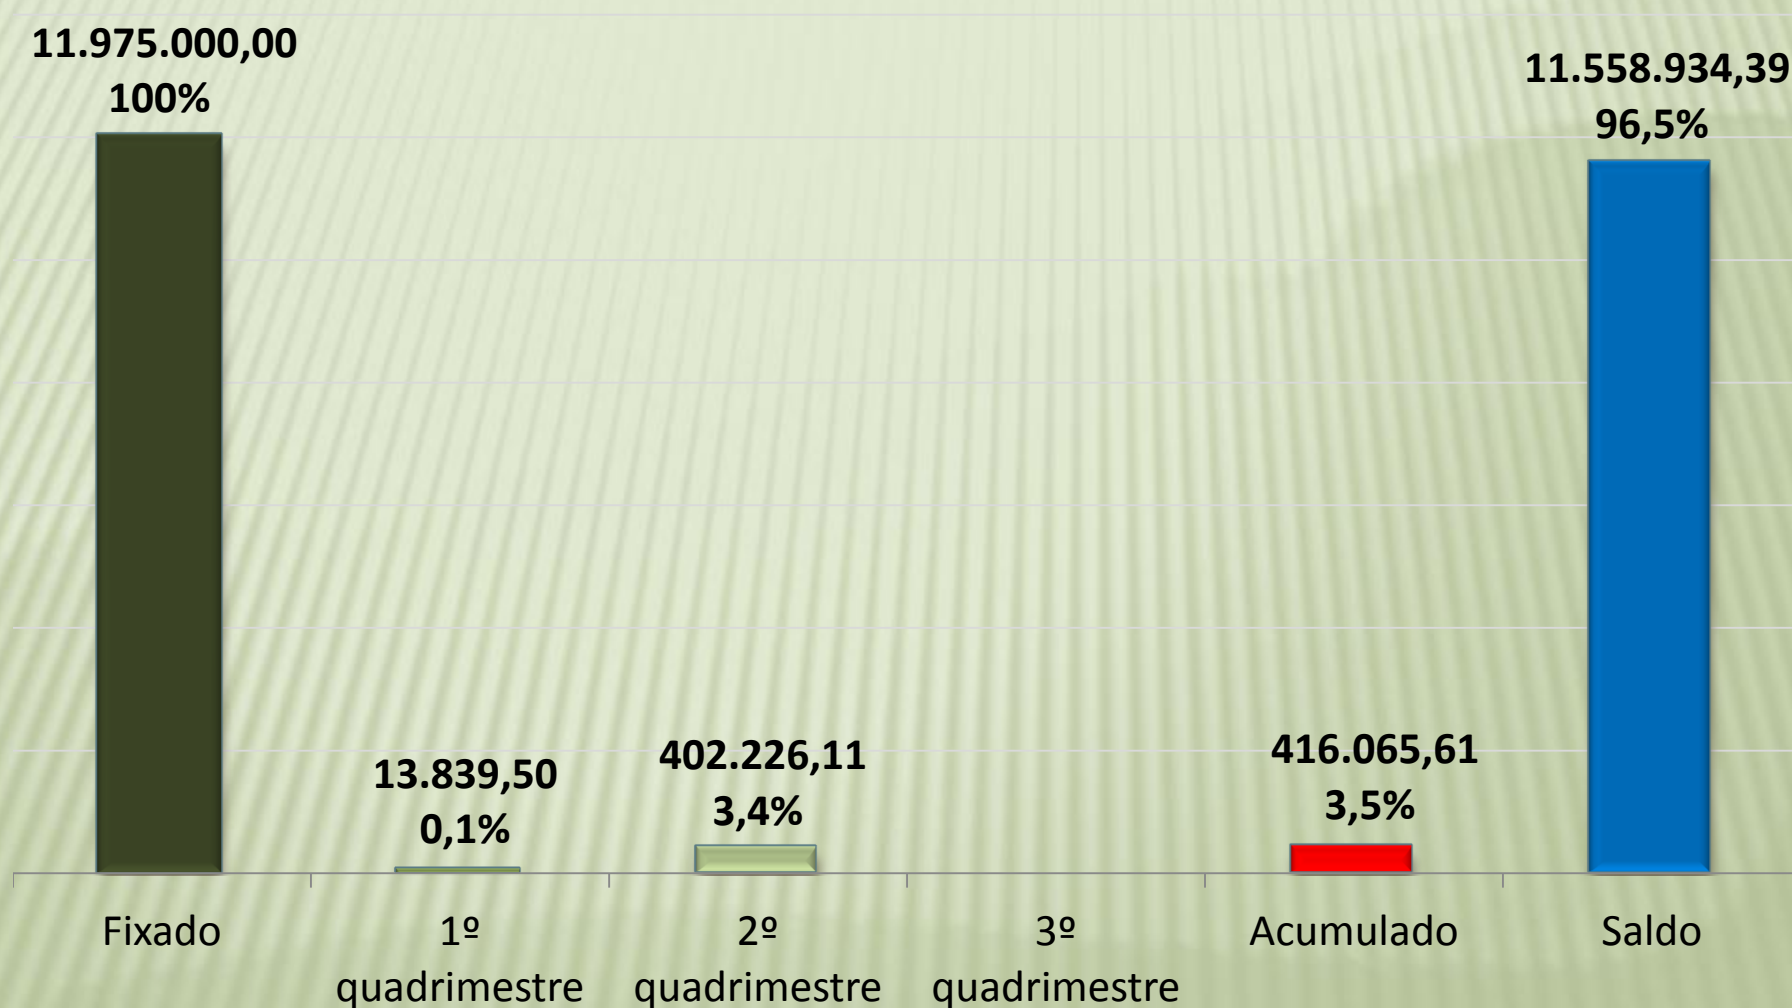 11.975.000,00
100%
11.558.934,39
96,5%
13.839,50
0,1%
402.226,11
3,4%
416.065,61
3,5%
Fixado
1º
quadrimestre
2º
quadrimestre
3º
quadrimestre
Acumulado
Saldo